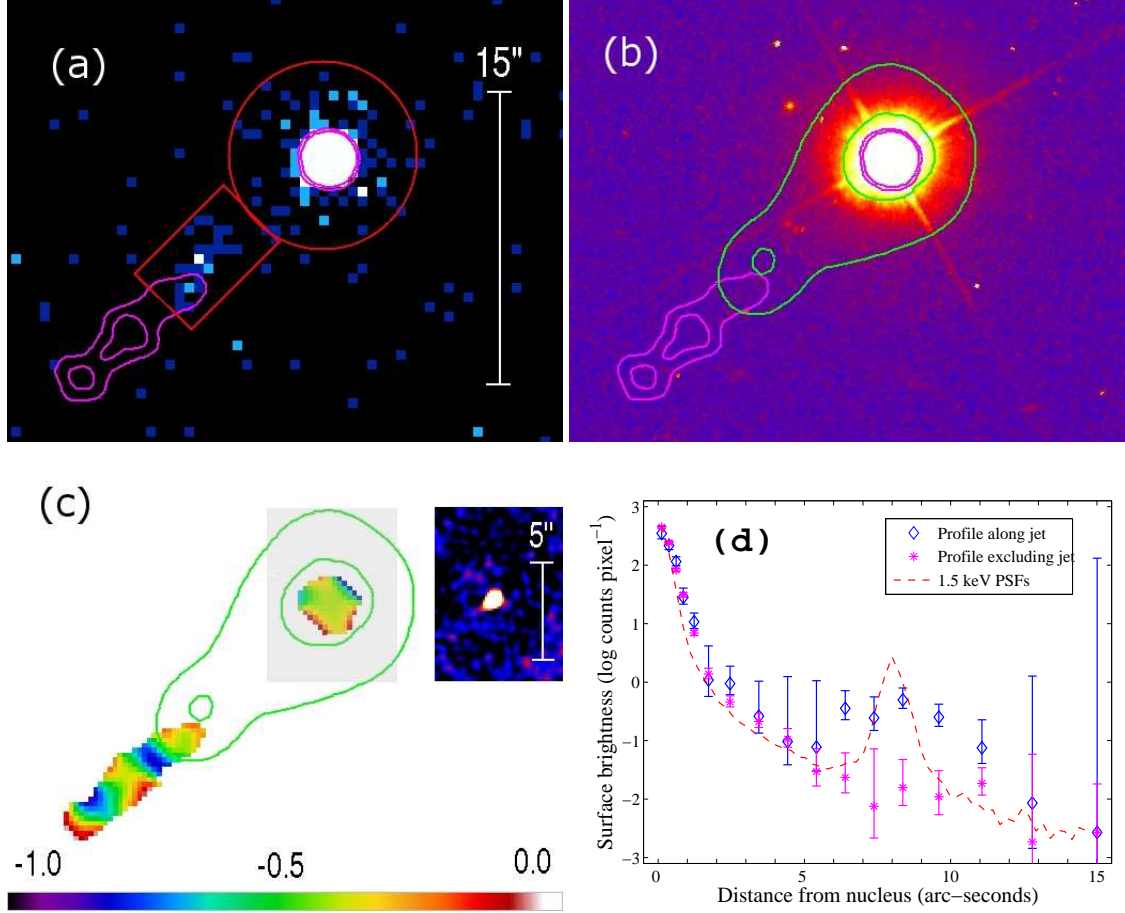 (a)
15"
(b)
(c)
5"
-1.0
-0.5
0.0
(d)
Profile along jet
Profile excluding jet
1.5 keV PSFs
Surface brightness (log counts pixel⁻¹)
3
2
1
0
−1
−2
−3
0
5
10
15
Distance from nucleus (arc−seconds)